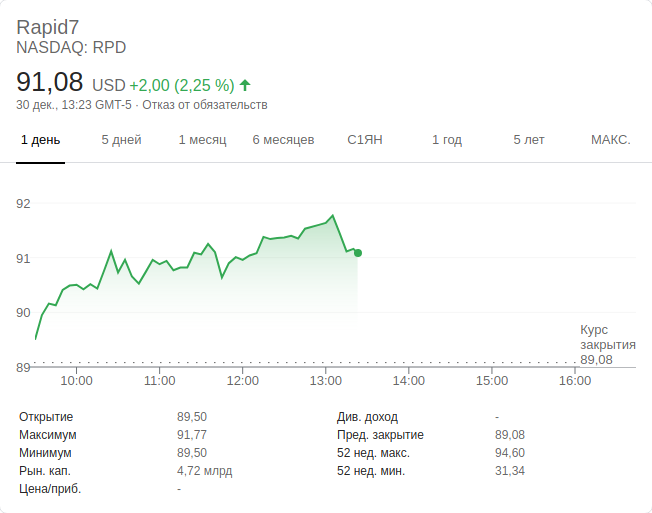 Rapid7
NASDAQ: RPD
91,08 USD +2,00 (2,25 %)
30 дек., 13:23 GMT-5 · Отказ от обязательств
1 день 5 дней 1 месяц 6 месяцев С1ЯН 1 год 5 лет МАКС.
92
91
90
Курс
закрытия
89,08
89
10:00 11:00 12:00 13:00 14:00 15:00 16:00
Открытие 89,50 Див. доход -
Максимум 91,77 Пред. закрытие 89,08
Минимум 89,50 52 нед. макс. 94,60
Рын. кап. 4,72 млрд 52 нед. мин. 31,34
Цена/приб. -